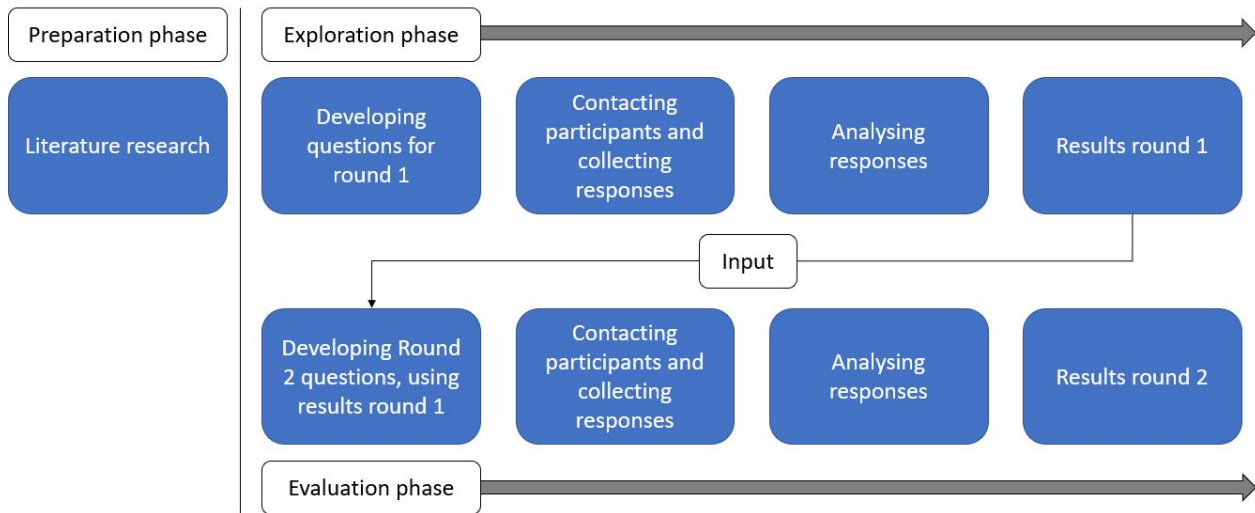 Preparation phase
Exploration phase
Literature research
Developing
questions for
round 1
Contacting
participants and
collecting
responses
Analysing
responses
Results round 1
Input
Developing Round
2 questions, using
results round 1
Contacting
participants and
collecting
responses
Analysing
responses
Results round 2
Evaluation phase